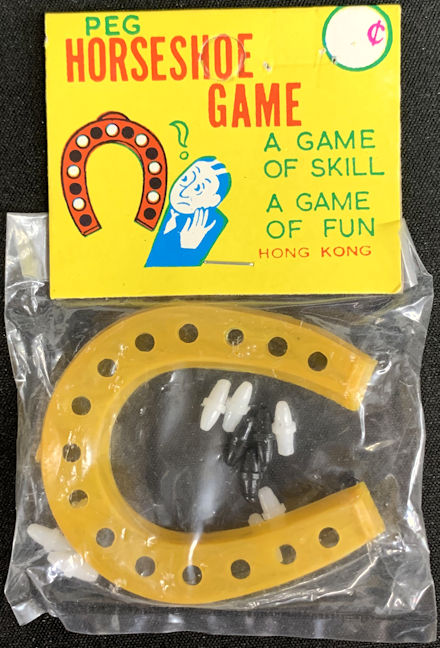 PEG
HORSESHOE
GAME
¢
A GAME
OF SKILL
A GAME
OF FUN
HONG KONG
?